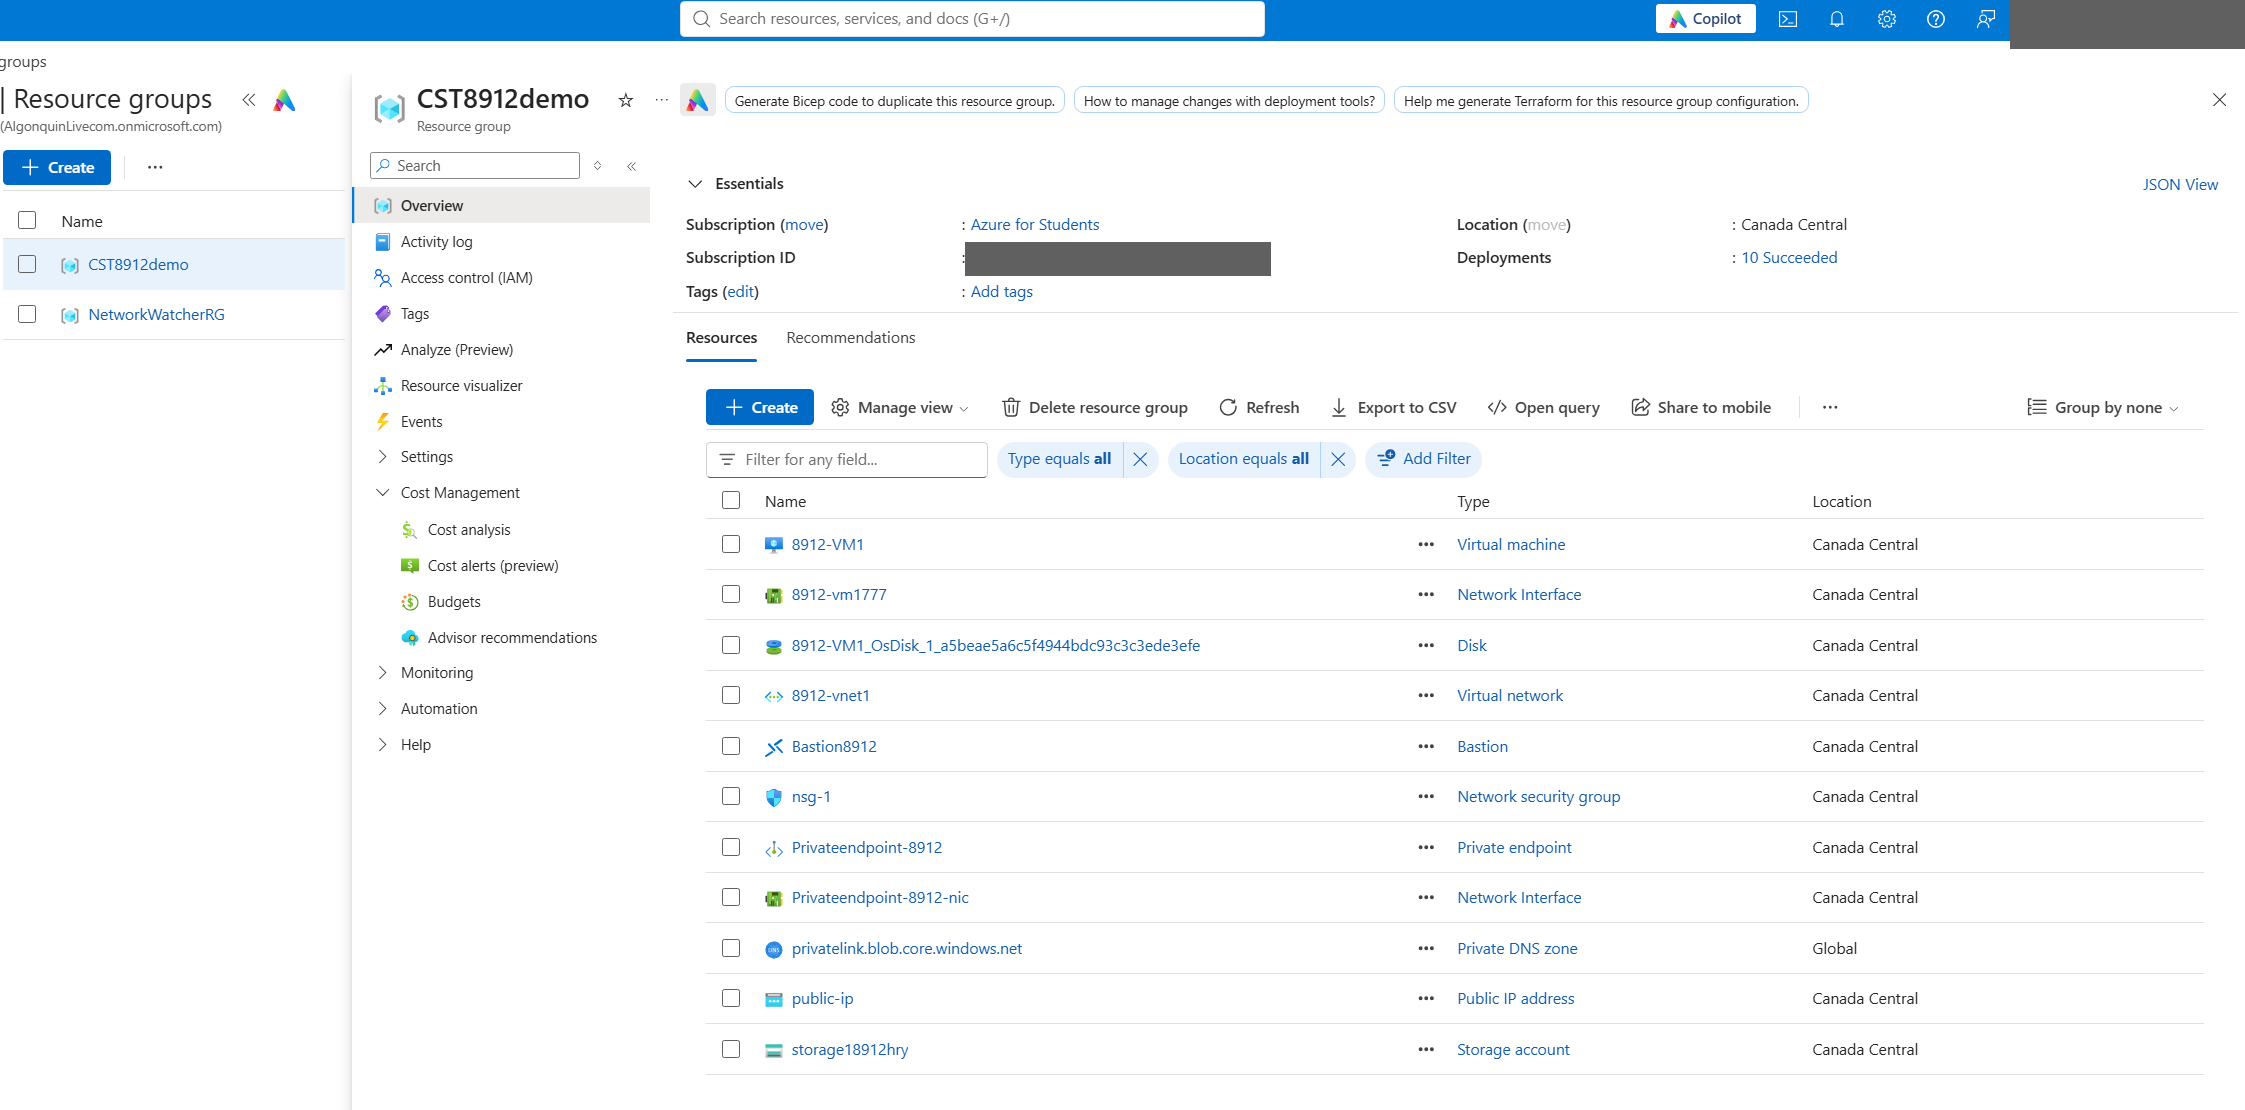 Search resources, services, and docs (G+/)
Copilot
groups
| Resource groups
(AlgonquinLivecom.onmicrosoft.com)
Create
Name
CST8912demo
NetworkWatcherRG
CST8912demo
Resource group
Search
Overview
Activity log
Access control (IAM)
Tags
Analyze (Preview)
Resource visualizer
Events
Settings
Cost Management
Cost analysis
Cost alerts (preview)
Budgets
Advisor recommendations
Monitoring
Automation
Help
Generate Bicep code to duplicate this resource group.
How to manage changes with deployment tools?
Help me generate Terraform for this resource group configuration.
Essentials
JSON View
Subscription (move) : Azure for Students
Location (move) : Canada Central
Subscription ID :
Deployments : 10 Succeeded
Tags (edit) : Add tags
Resources Recommendations
Create Manage view Delete resource group Refresh Export to CSV Open query Share to mobile Group by none
Filter for any field... Type equals all Location equals all Add Filter
Name Type Location
8912-VM1 Virtual machine Canada Central
8912-vm1777 Network Interface Canada Central
8912-VM1_OsDisk_1_a5beae5a6c5f4944bdc93c3c3ede3efe Disk Canada Central
8912-vnet1 Virtual network Canada Central
Bastion8912 Bastion Canada Central
nsg-1 Network security group Canada Central
Privateendpoint-8912 Private endpoint Canada Central
Privateendpoint-8912-nic Network Interface Canada Central
privatelink.blob.core.windows.net Private DNS zone Global
public-ip Public IP address Canada Central
storage18912hry Storage account Canada Central